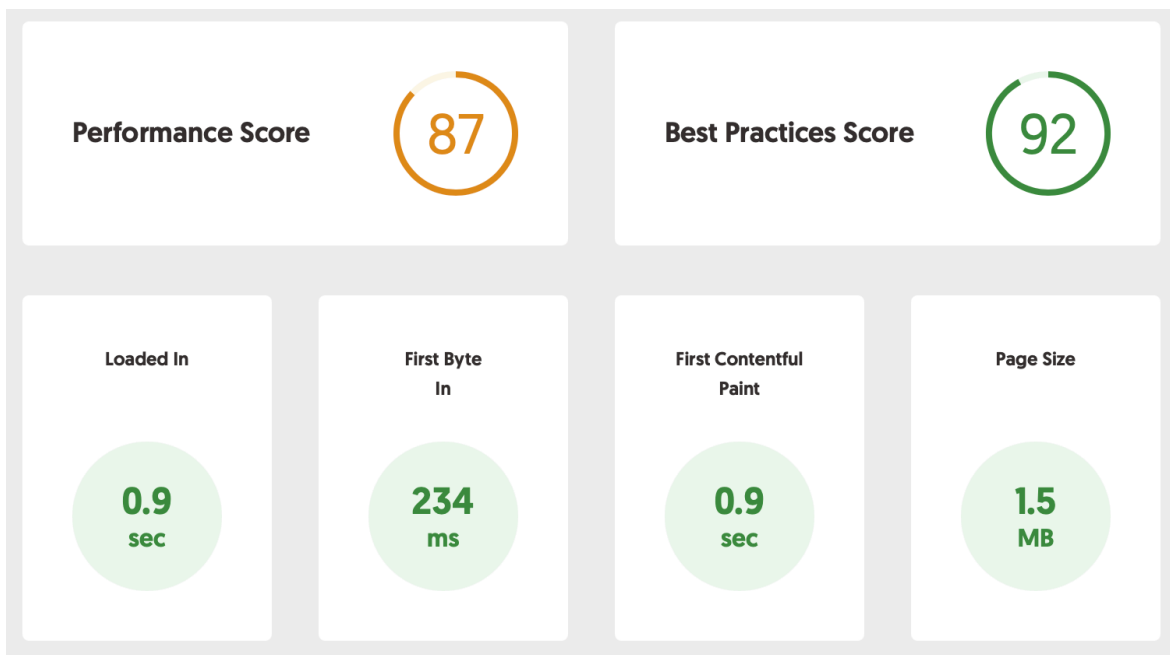 Performance Score
87
Best Practices Score
92
Loaded In
0.9
sec
First Byte
In
234
ms
First Contentful
Paint
0.9
sec
Page Size
1.5
MB